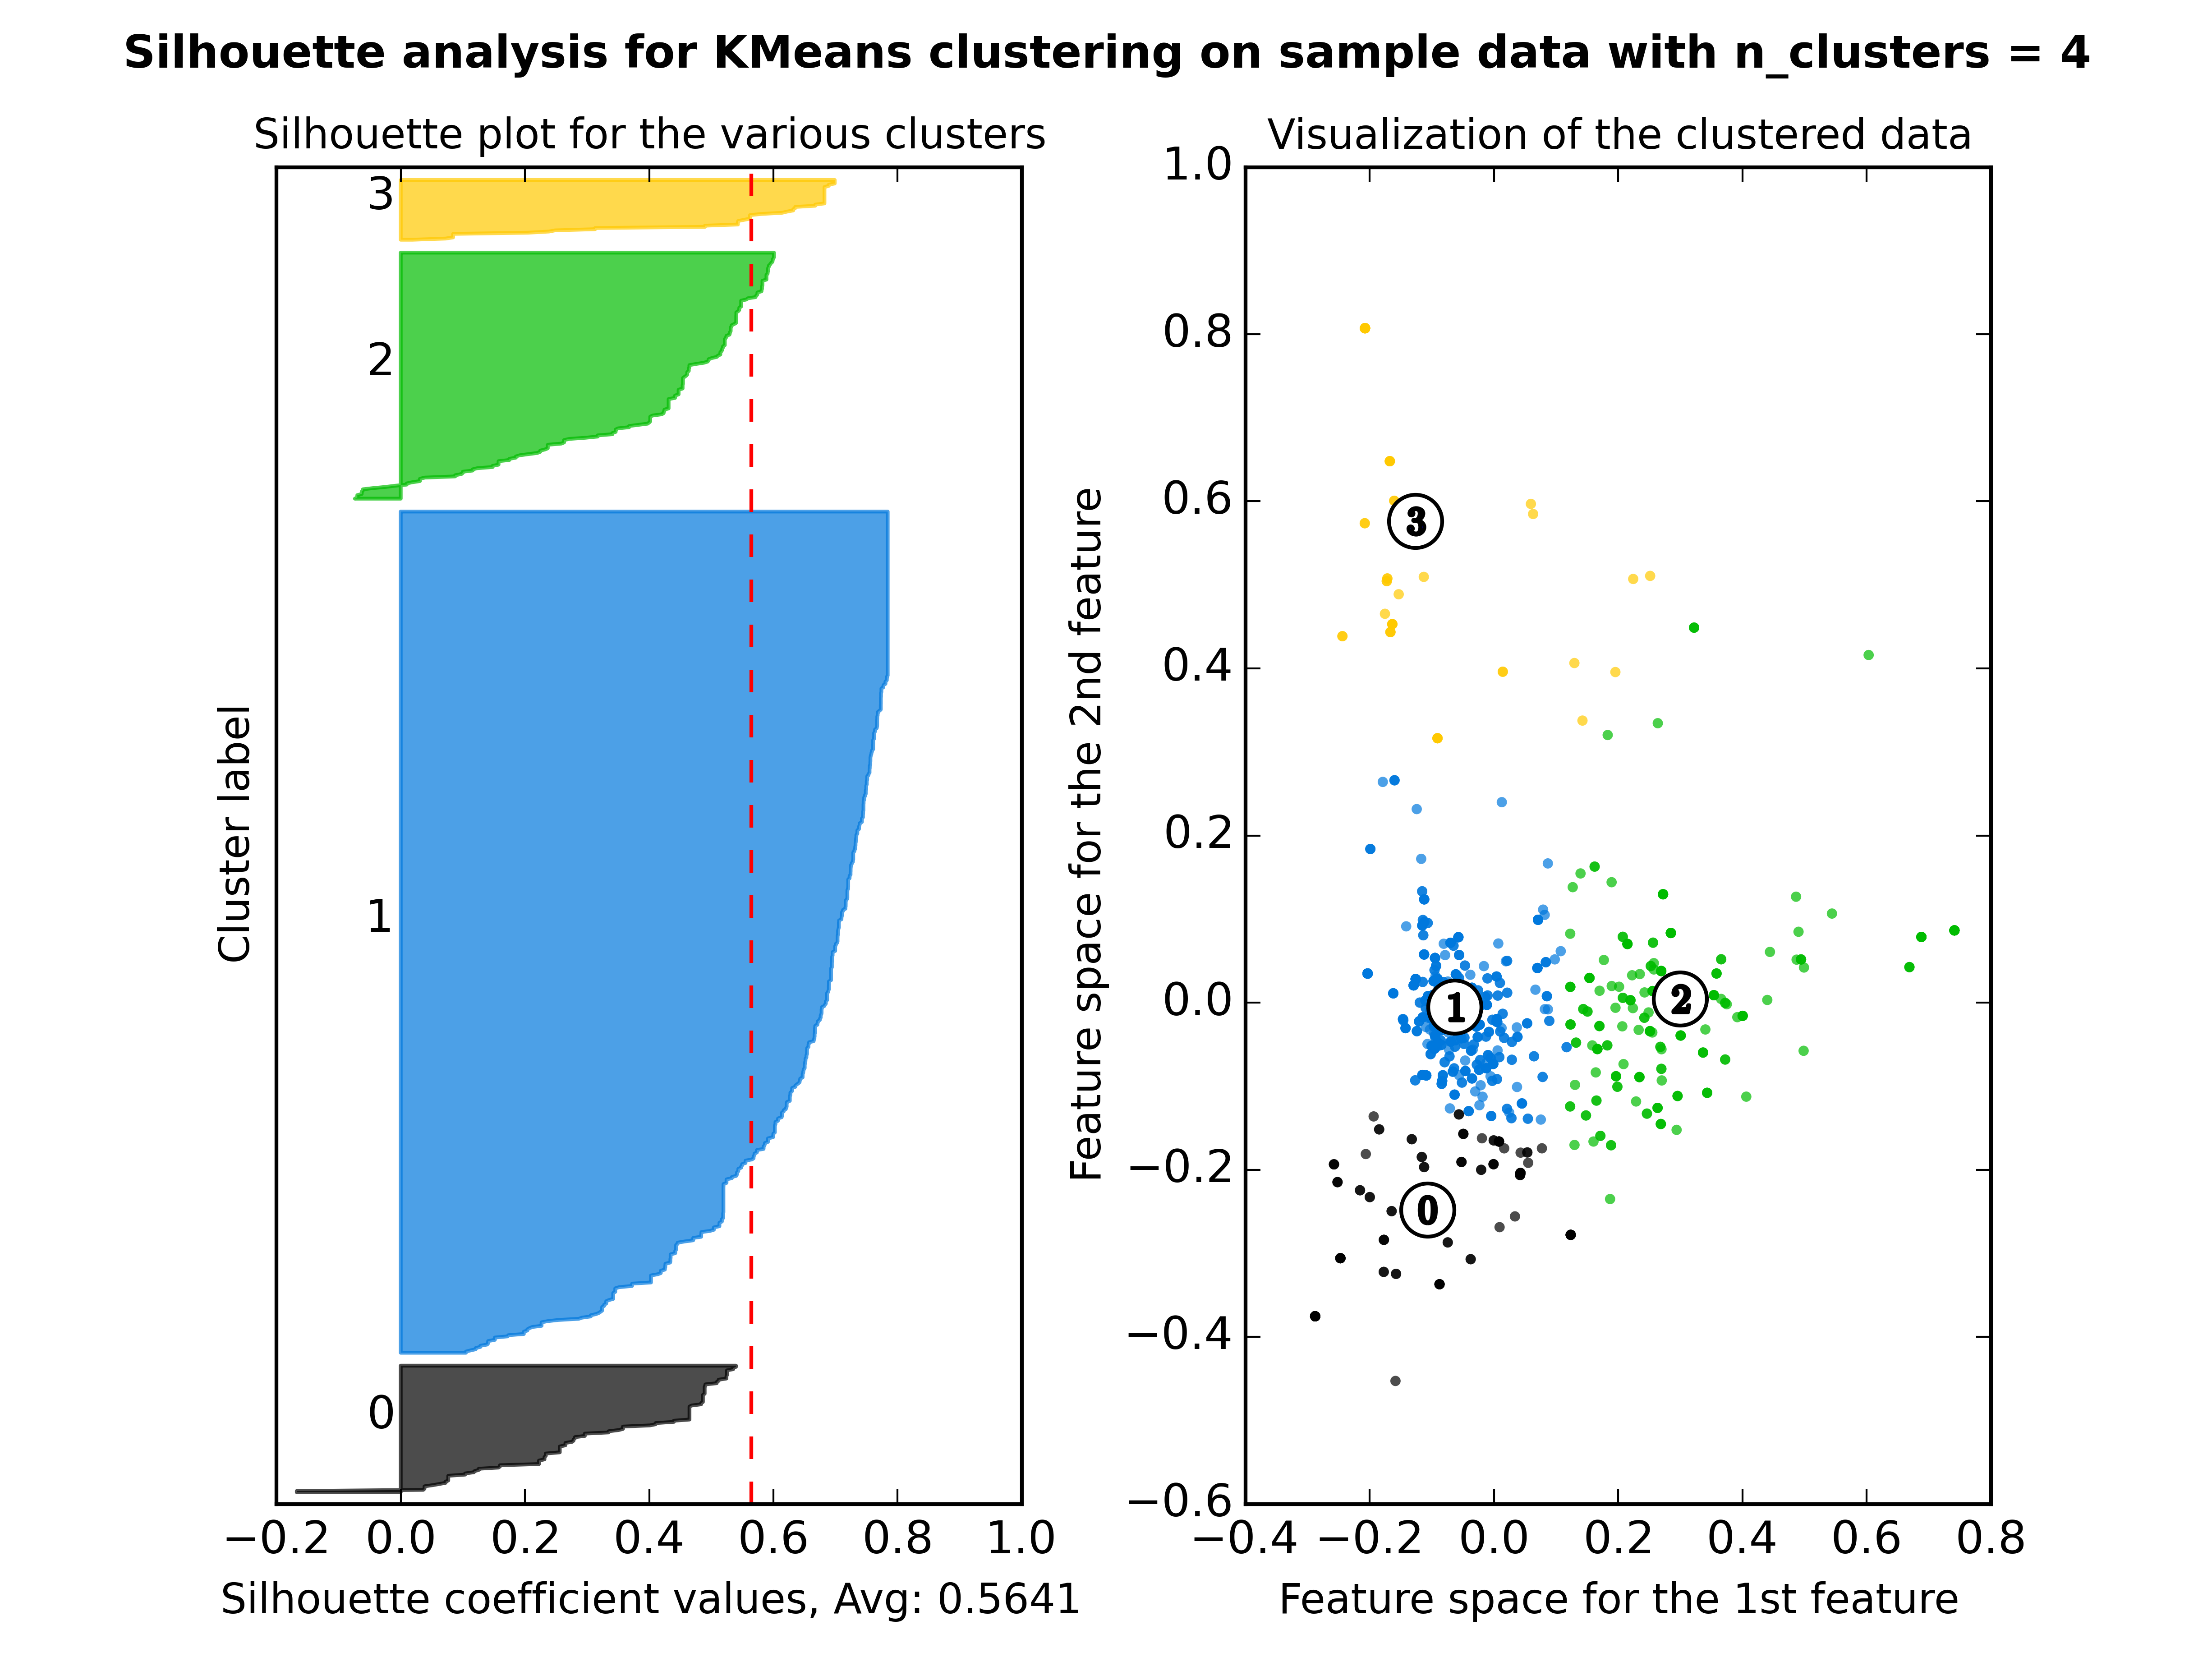 Silhouette analysis for KMeans clustering on sample data with n_clusters = 4
Silhouette plot for the various clusters
3
2
1
0
Cluster label
−0.2 0.0 0.2 0.4 0.6 0.8 1.0
Silhouette coefficient values, Avg: 0.5641
Visualization of the clustered data
1.0
0.8
0.6
0.4
0.2
0.0
−0.2
−0.4
−0.6
Feature space for the 2nd feature
3
1
2
0
−0.4 −0.2 0.0 0.2 0.4 0.6 0.8
Feature space for the 1st feature